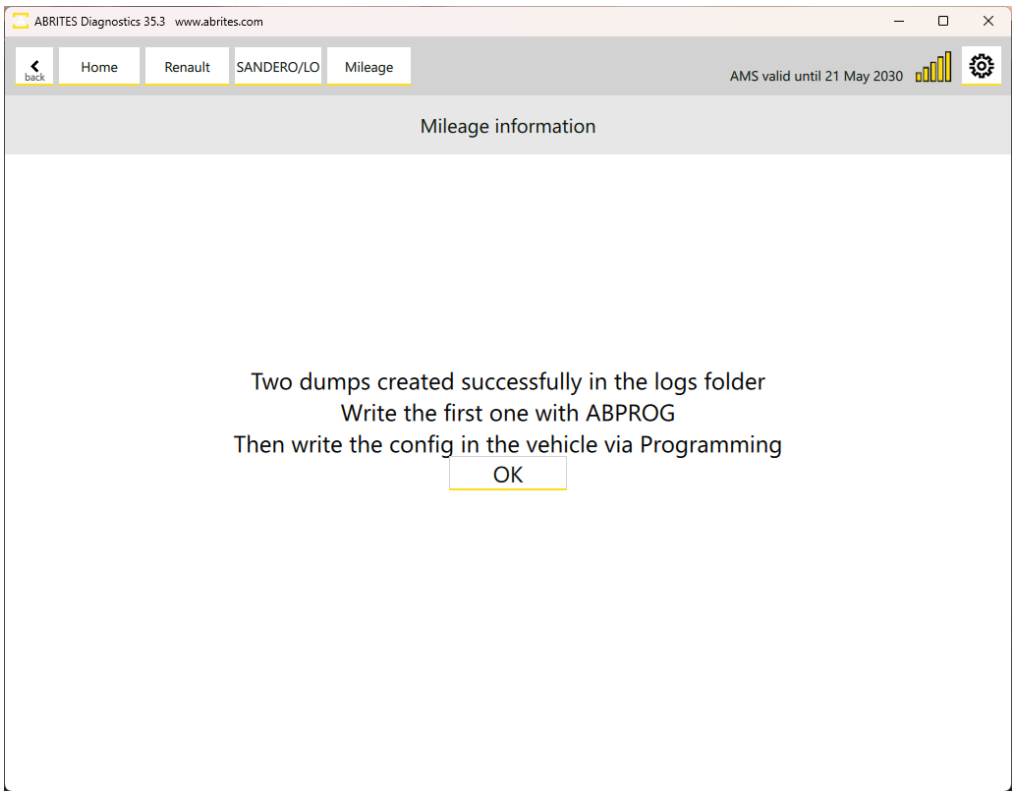 ABRITES Diagnostics 35.3 www.abrites.com
back Home Renault SANDERO/LO Mileage
AMS valid until 21 May 2030
Mileage information
Two dumps created successfully in the logs folder
Write the first one with ABPROG
Then write the config in the vehicle via Programming
OK